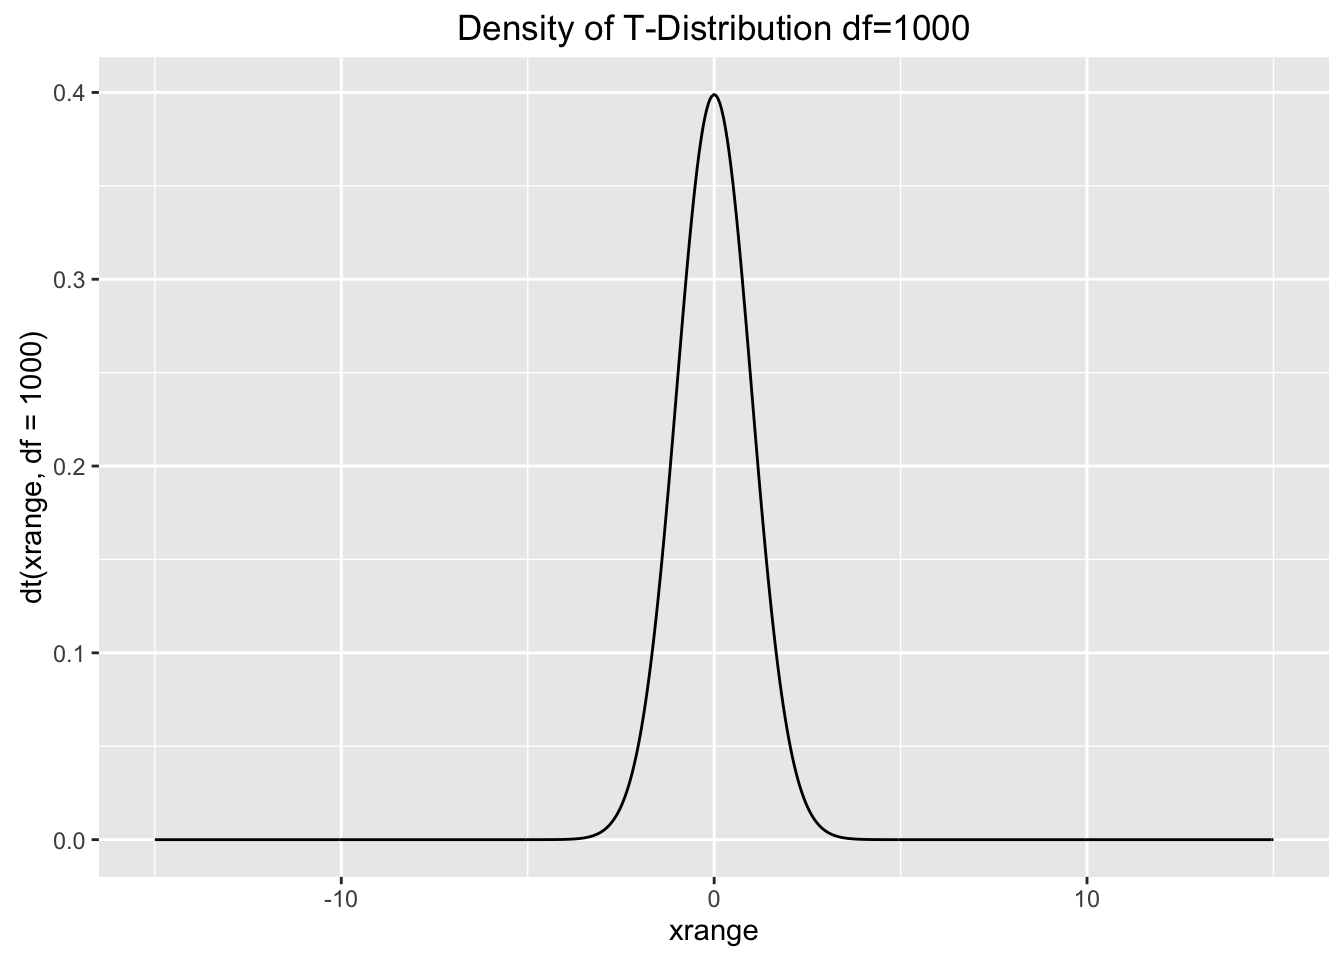 Density of T-Distribution df=1000
dt(xrange, df = 1000)
0.4
0.3
0.2
0.1
0.0
-10
0
10
xrange